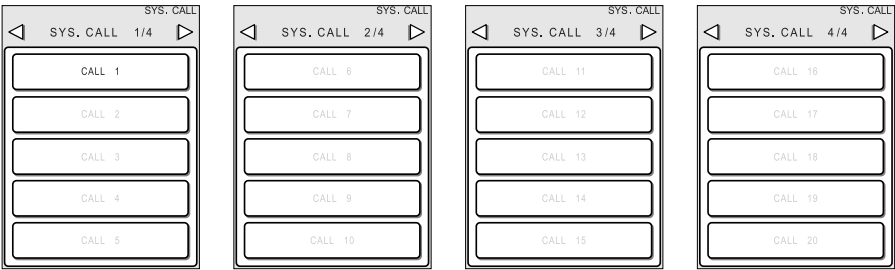 SYS. CALL
SYS. CALL 1/4
CALL 1
CALL 2
CALL 3
CALL 4
CALL 5
SYS. CALL
SYS. CALL 2/4
CALL 6
CALL 7
CALL 8
CALL 9
CALL 10
SYS. CALL
SYS. CALL 3/4
CALL 11
CALL 12
CALL 13
CALL 14
CALL 15
SYS. CALL
SYS. CALL 4/4
CALL 16
CALL 17
CALL 18
CALL 19
CALL 20